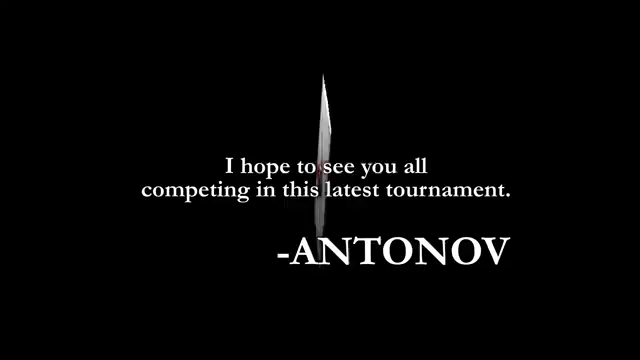 I hope to see you all
competing in this latest tournament.
-ANTONOV